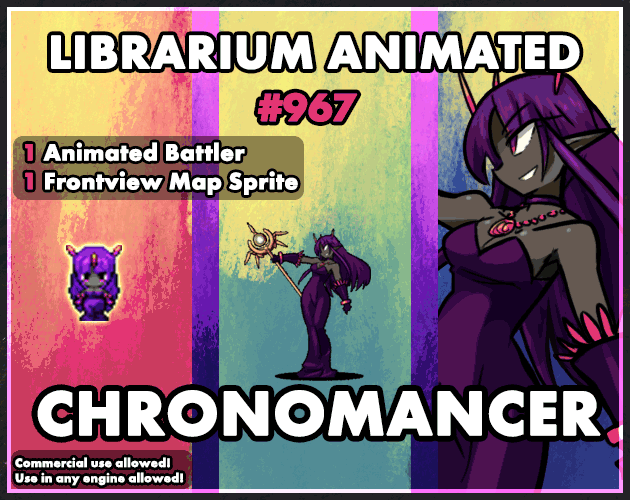 LIBRARIUM ANIMATED
#967
1 Animated Battler
1 Frontview Map Sprite
CHRONOMANCER
Commercial use allowed!
Use in any engine allowed!